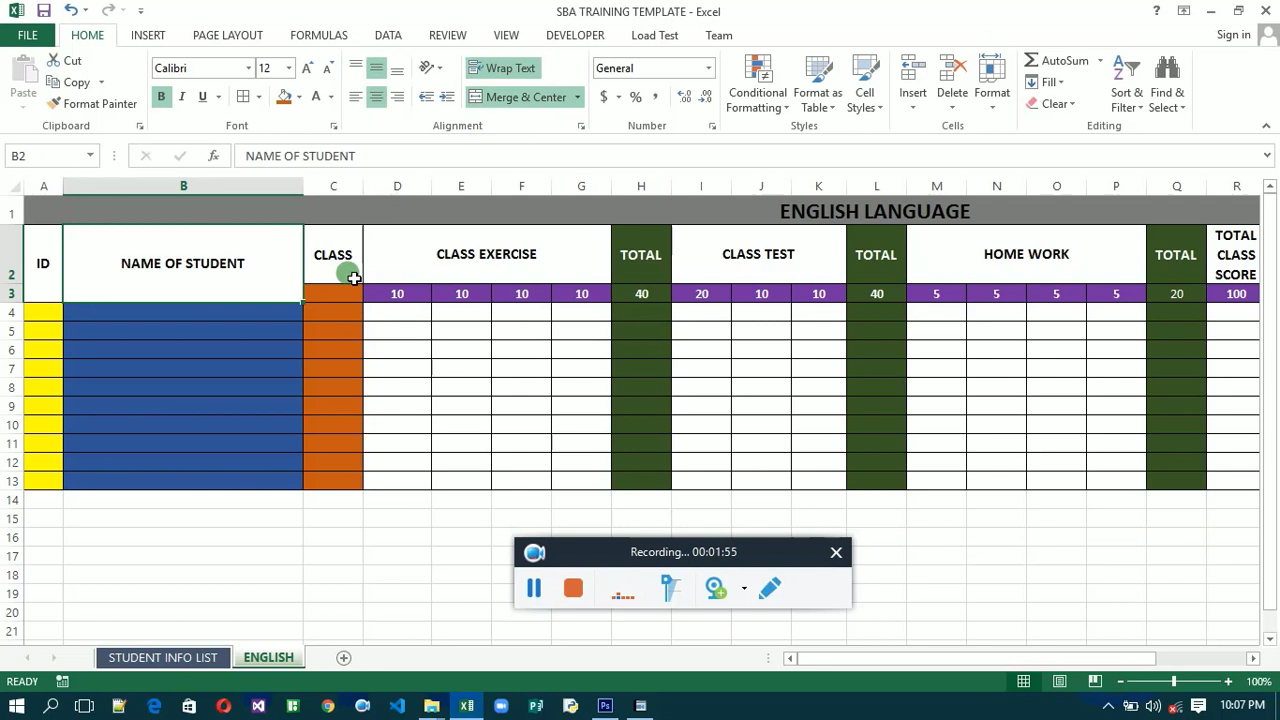 SBA TRAINING TEMPLATE - Excel
FILE HOME INSERT PAGE LAYOUT FORMULAS DATA REVIEW VIEW DEVELOPER Load Test Team Sign in
Paste Cut Copy Format Painter
Clipboard
Calibri 12
B I U A
Font
Wrap Text
Merge & Center
Alignment
General
$ % ,
Number
Conditional Formatting
Format as Table
Cell Styles
Styles
Insert Delete Format
Cells
AutoSum
Fill
Clear
Sort & Filter
Find & Select
Editing
B2 fx NAME OF STUDENT
A B C D E F G H I J K L M N O P Q R
1 ENGLISH LANGUAGE
2 ID NAME OF STUDENT CLASS CLASS EXERCISE TOTAL CLASS TEST TOTAL HOME WORK TOTAL TOTAL CLASS SCORE
3 10 10 10 10 40 20 10 10 40 5 5 5 5 20 100
4
5
6
7
8
9
10
11
12
13
14
15
16
17
18
19
20
21
Recording... 00:01:55
STUDENT INFO LIST ENGLISH
READY 100%
10:07 PM